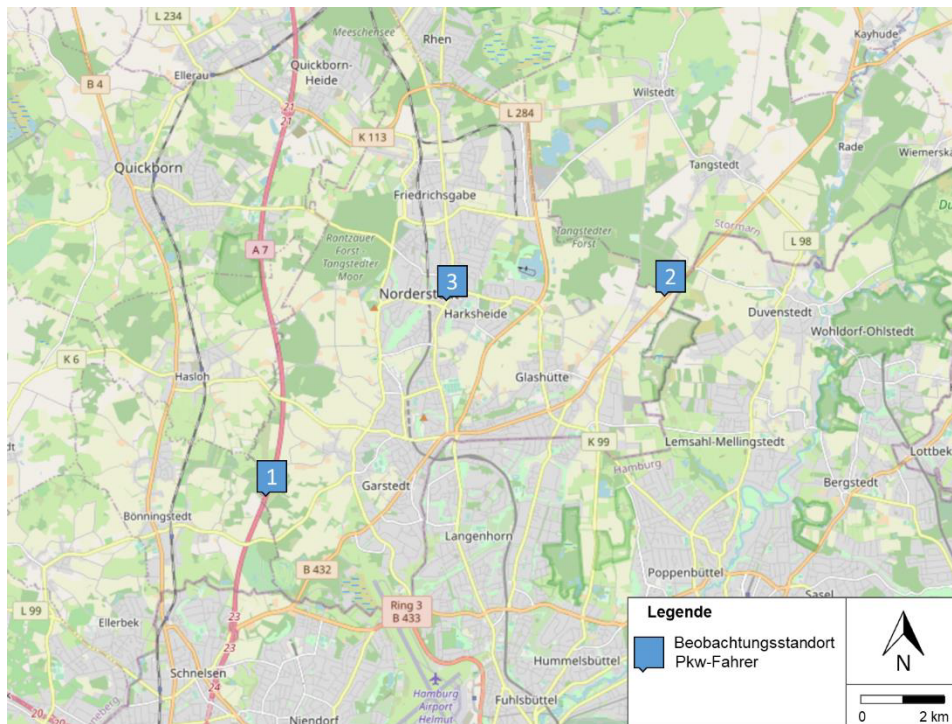 L 234
Meeschensee
Rhen
Kayhude
Ellerau
Quickborn-
Heide
B 4
21
21
Wilstedt
L 284
K 113
Quickborn
Tangstedt
Rade
Friedrichsgabe
Stormarn
Rantzauer
Forst -
Tangstedter
Moor
Tangstedter
Forst
A 7
L 98
3
2
Harksheide
Duvenstedt
Wohldorf-Ohlstedt
K 6
Hasloh
Glashütte
K 99
Lemsahl-Mellingstedt
Hamburg
1
Garstedt
Bergstedt
Bönningstedt
Langenhorn
B 432
Poppenbüttel
L 99
Ellerbek
Ring 3
B 433
Sasel
23
23
Schnelsen
24
Hummelsbüttel
Hamburg
Airport
Helmut
Niendorf
Fuhlsbüttel
Legende
Beobachtungsstandort
Pkw-Fahrer
N
0 2 km